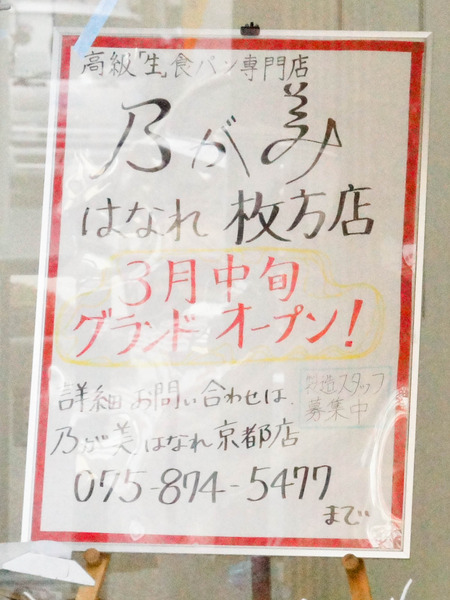 高級「生」食パン専門店
乃が美
はなれ 枚方店
3月中旬
グランド オープン!
製造スタッフ
募集中
詳細お問い合わせは、
乃が美はなれ京都店
075-874-5477
まで